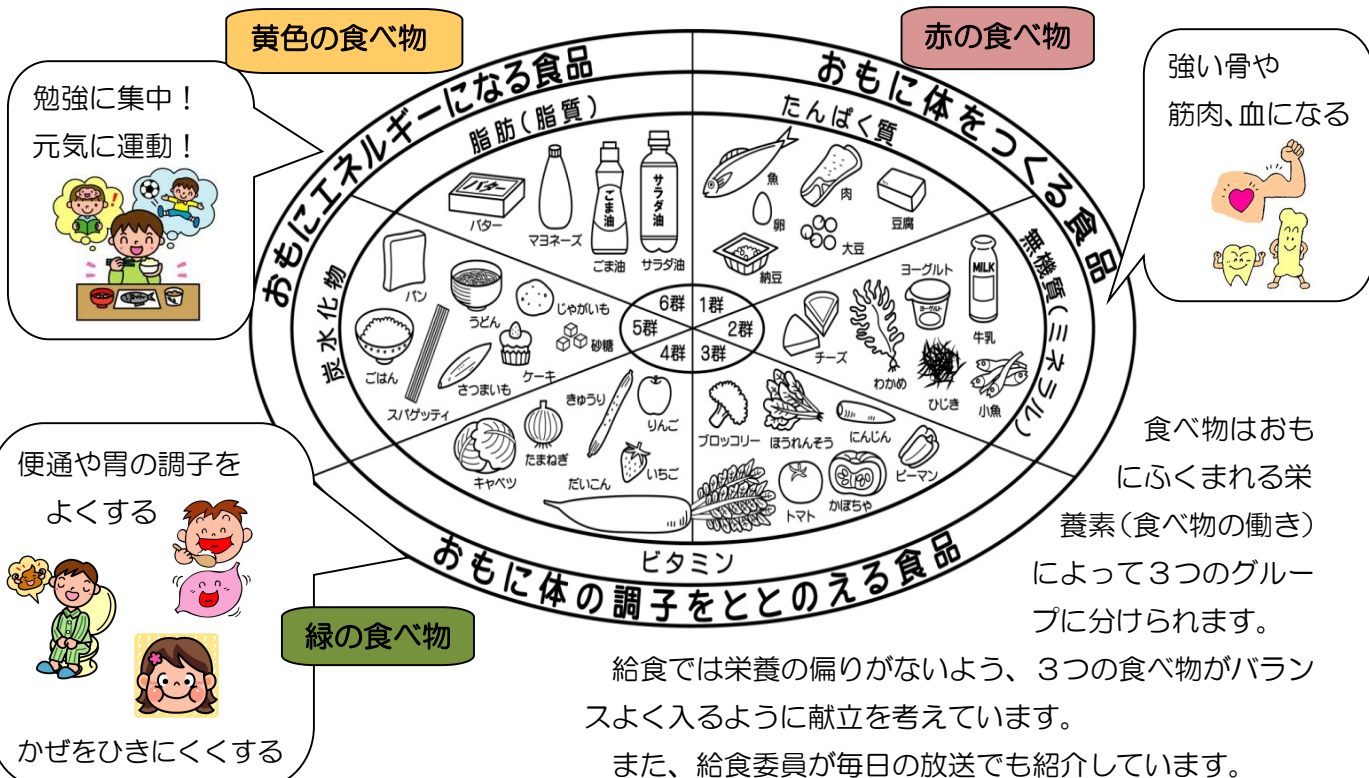 黄色の食べ物
赤の食べ物
勉強に集中！
元気に運動！
強い骨や
筋肉、血になる
おもにエネルギーになる食品
おもに体をつくる食品
脂肪（脂質）
たんぱく質
炭水化物
無機質（ミネラル）
バター
バター
マヨネーズ
ごま油
ごま油
サラダ油
サラダ油
魚
肉
卵
大豆
豆腐
納豆
パン
うどん
じゃがいも
ごはん
砂糖
ケーキ
さつまいも
スパゲッティ
6群
1群
5群
2群
4群
3群
チーズ
わかめ
ヨーグルト
ヨーグルト
MILK
牛乳
ひじき
小魚
きゅうり
りんご
たまねぎ
キャベツ
いちご
だいこん
ブロッコリー
ほうれんそう
にんじん
ピーマン
トマト
かぼちゃ
ビタミン
おもに体の調子をととのえる食品
便通や胃の調子を
よくする
かぜをひきにくくする
緑の食べ物
食べ物はおも
にふくまれる栄
養素（食べ物の働き）
によって３つのグルー
プに分けられます。
給食では栄養の偏りがないよう、３つの食べ物がバラン
スよく入るように献立を考えています。
また、給食委員が毎日の放送でも紹介しています。